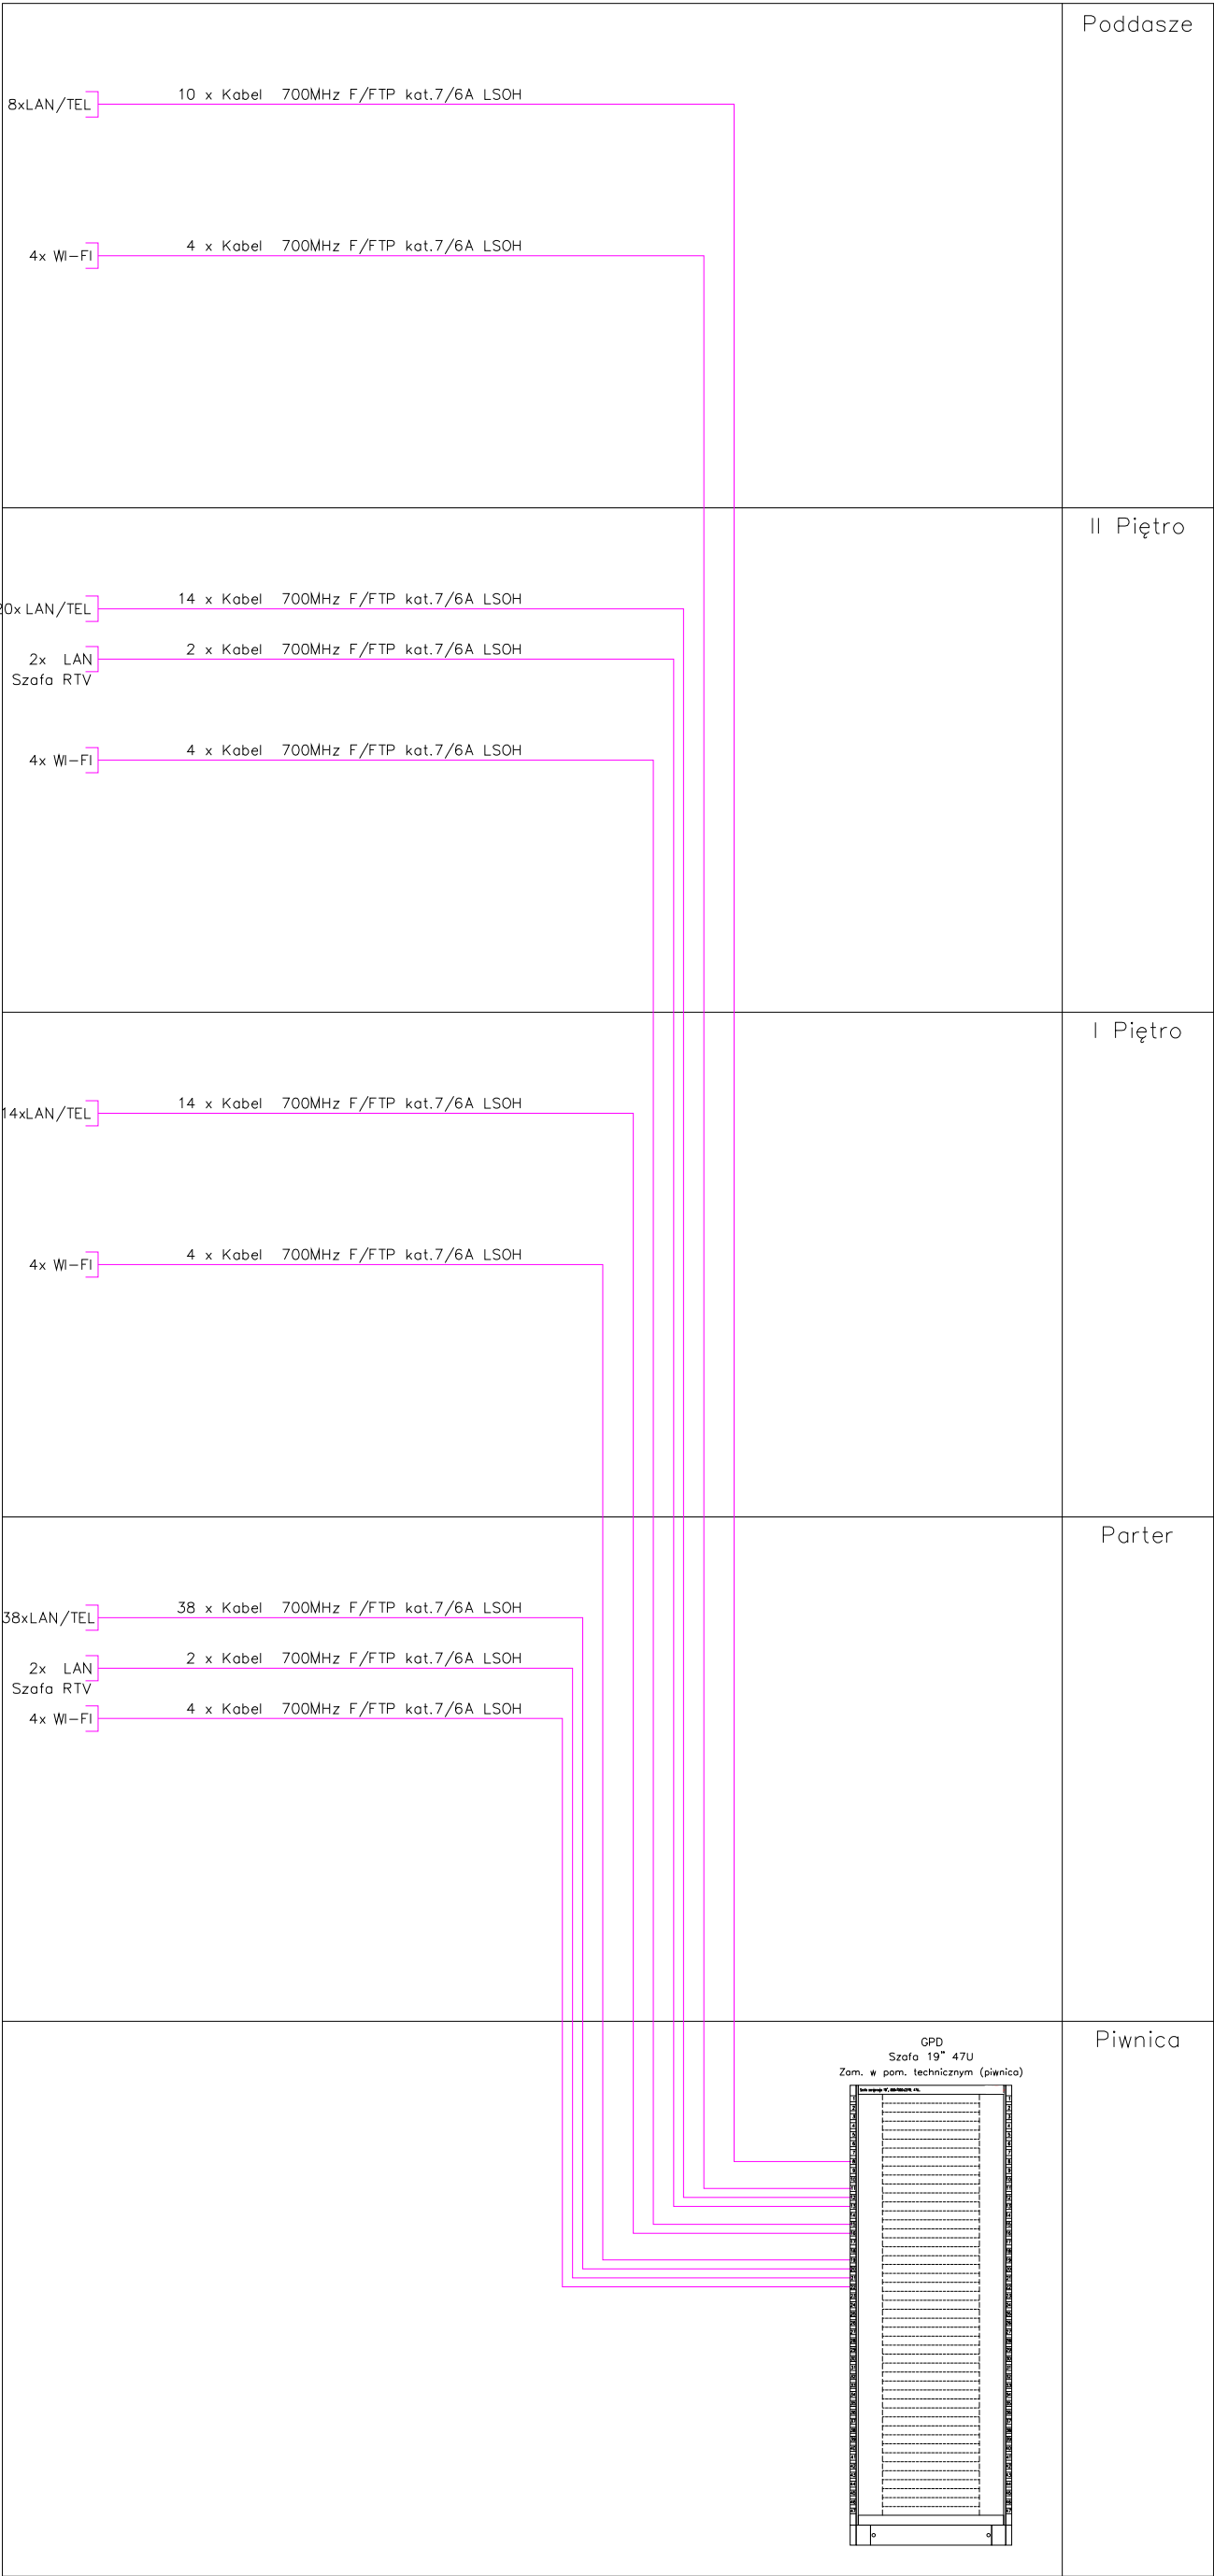 Poddasze
10 x Kabel 700MHz F/FTP kat.7/6A LSOH
8xLAN/TEL
4 x Kabel 700MHz F/FTP kat.7/6A LSOH
4x WI-FI
II Piętro
14 x Kabel 700MHz F/FTP kat.7/6A LSOH
20x LAN/TEL
2 x Kabel 700MHz F/FTP kat.7/6A LSOH
2x LAN
Szafa RTV
4 x Kabel 700MHz F/FTP kat.7/6A LSOH
4x WI-FI
I Piętro
14 x Kabel 700MHz F/FTP kat.7/6A LSOH
14xLAN/TEL
4 x Kabel 700MHz F/FTP kat.7/6A LSOH
4x WI-FI
Parter
38 x Kabel 700MHz F/FTP kat.7/6A LSOH
38xLAN/TEL
2 x Kabel 700MHz F/FTP kat.7/6A LSOH
2x LAN
Szafa RTV
4 x Kabel 700MHz F/FTP kat.7/6A LSOH
4x WI-FI
Piwnica
GPD
Szafa 19" 47U
Zam. w pom. technicznym (piwnica)